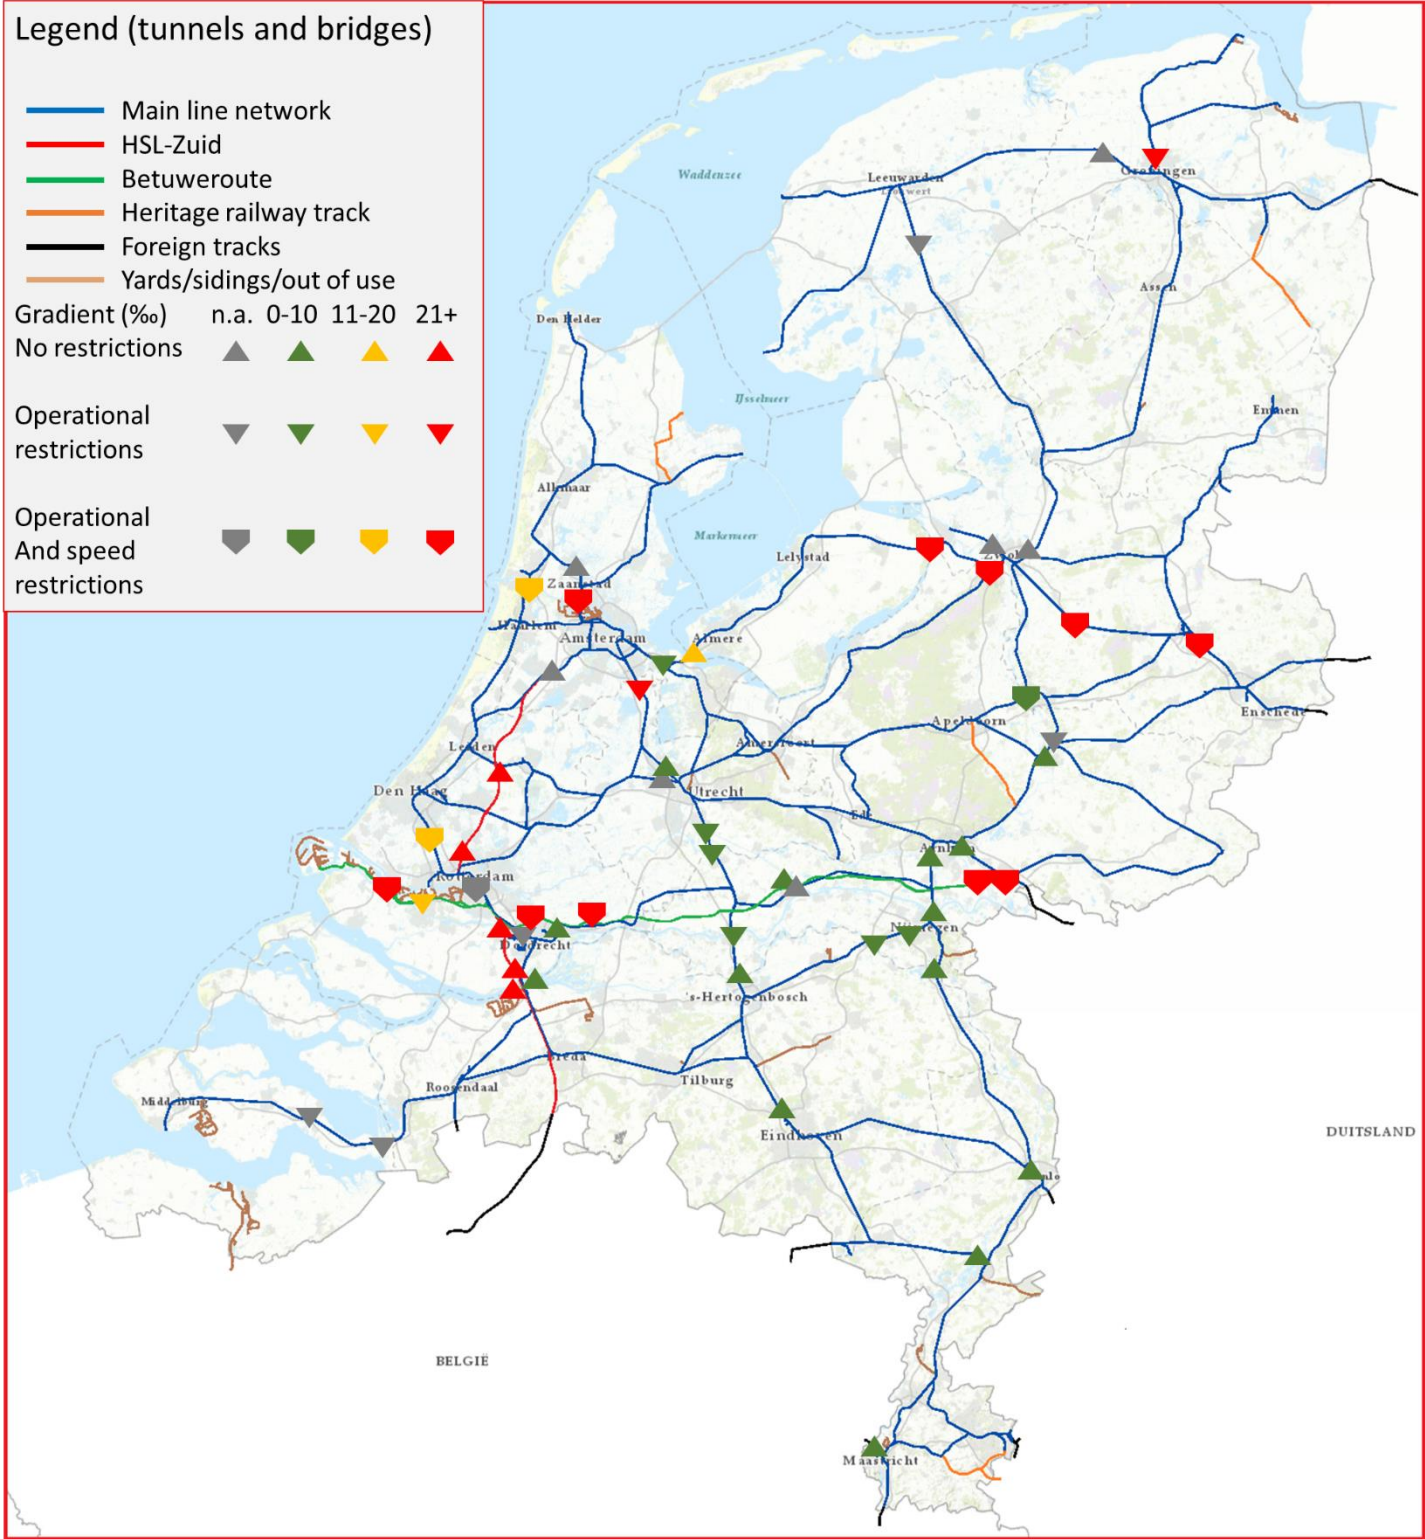 Legend (tunnels and bridges)
Main line network
HSL-Zuid
Betuweroute
Heritage railway track
Foreign tracks
Yards/sidings/out of use
Gradient (‰) n.a. 0-10 11-20 21+
No restrictions
Operational
restrictions
Operational
And speed
restrictions
Waddenzee
Leeuwarden
Groningen
Assen
Den Helder
IJsselmeer
Emmen
Alkmaar
Markermeer
Lelystad
Zwolle
Zaanstad
Haarlem
Amsterdam
Almere
Enschede
Apeldoorn
Leiden
Amersfoort
Den Haag
Utrecht
Ede
Arnhem
Rotterdam
Nijmegen
Dordrecht
's-Hertogenbosch
Breda
Tilburg
Roosendaal
Middelburg
Eindhoven
DUITSLAND
nlo
BELGIË
Maastricht